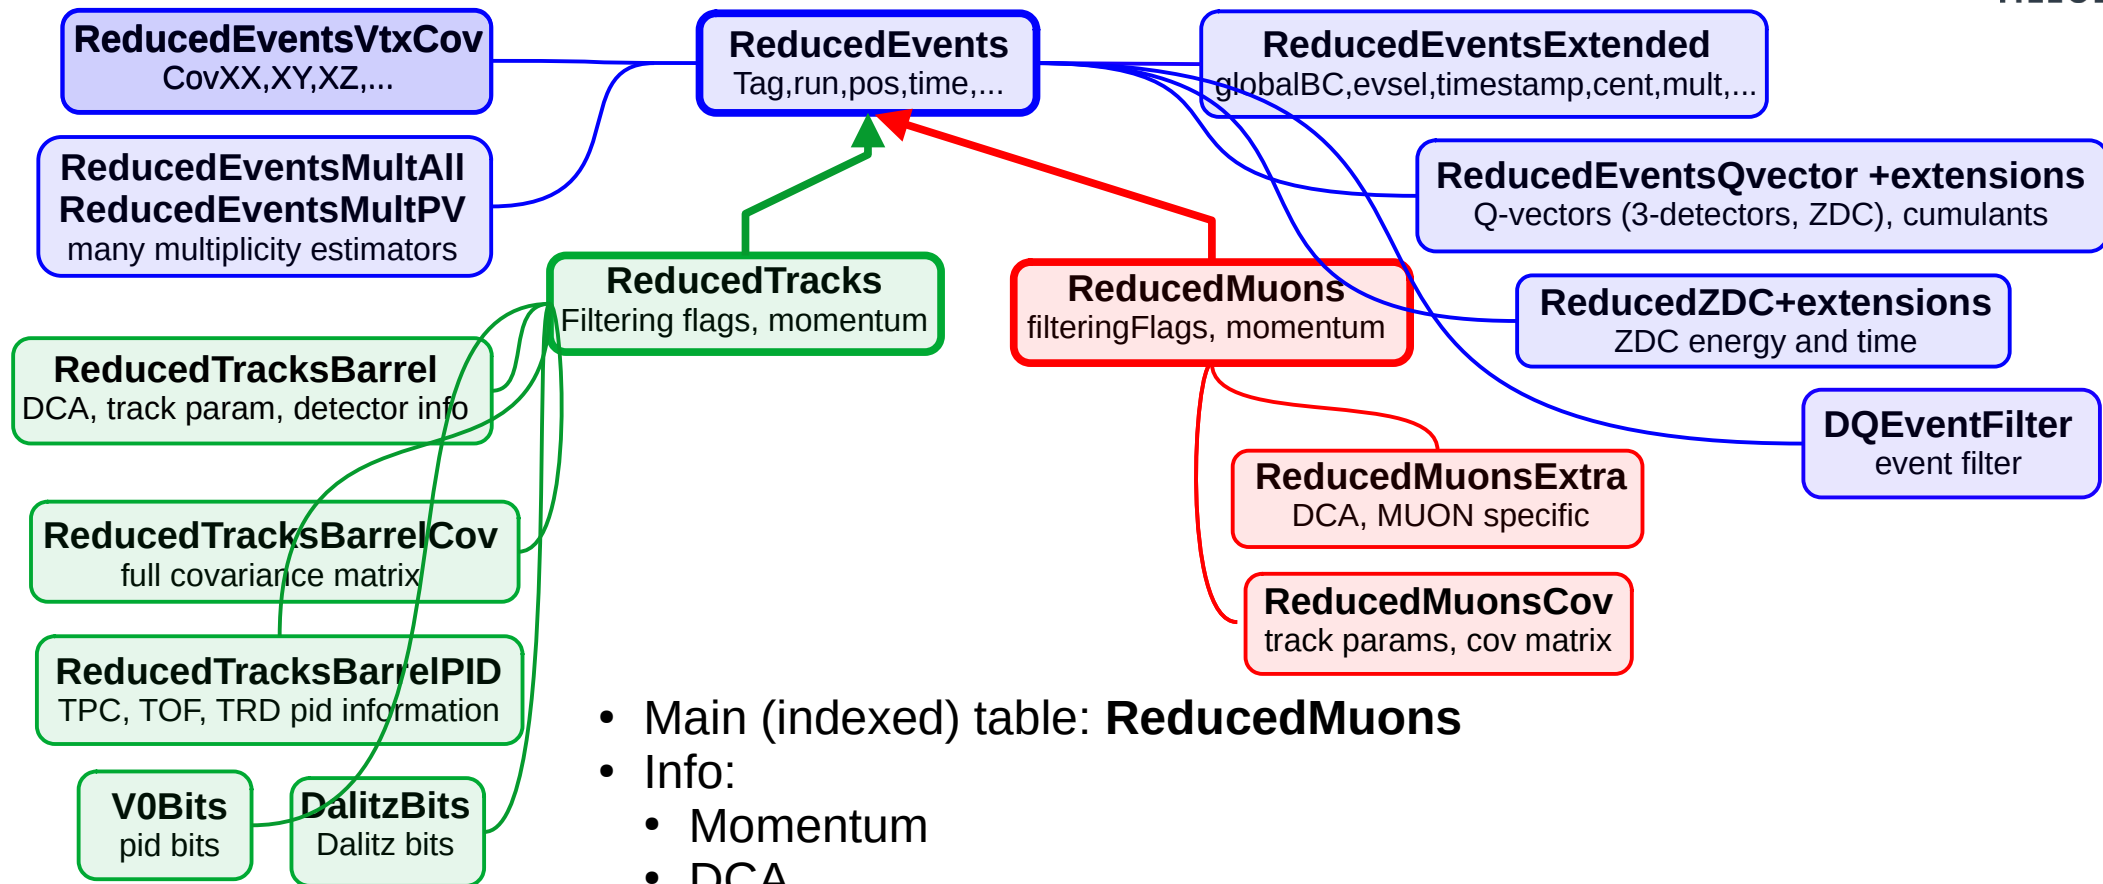 ReducedEventsVtxCov
CovXX,XY,XZ,...
ReducedEvents
Tag,run,pos,time,...
ReducedEventsExtended
globalBC,evsel,timestamp,cent,mult,...
ReducedEventsMultAll
ReducedEventsMultPV
many multiplicity estimators
ReducedEventsQvector +extensions
Q-vectors (3-detectors, ZDC), cumulants
ReducedTracks
Filtering flags, momentum
ReducedMuons
filteringFlags, momentum
ReducedZDC+extensions
ZDC energy and time
ReducedTracksBarrel
DCA, track param, detector info
DQEventFilter
event filter
ReducedMuonsExtra
DCA, MUON specific
ReducedTracksBarrelCov
full covariance matrix
ReducedMuonsCov
track params, cov matrix
ReducedTracksBarrelPID
TPC, TOF, TRD pid information
V0Bits
pid bits
DalitzBits
Dalitz bits
• Main (indexed) table: ReducedMuons
• Info:
• Momentum
• DCA